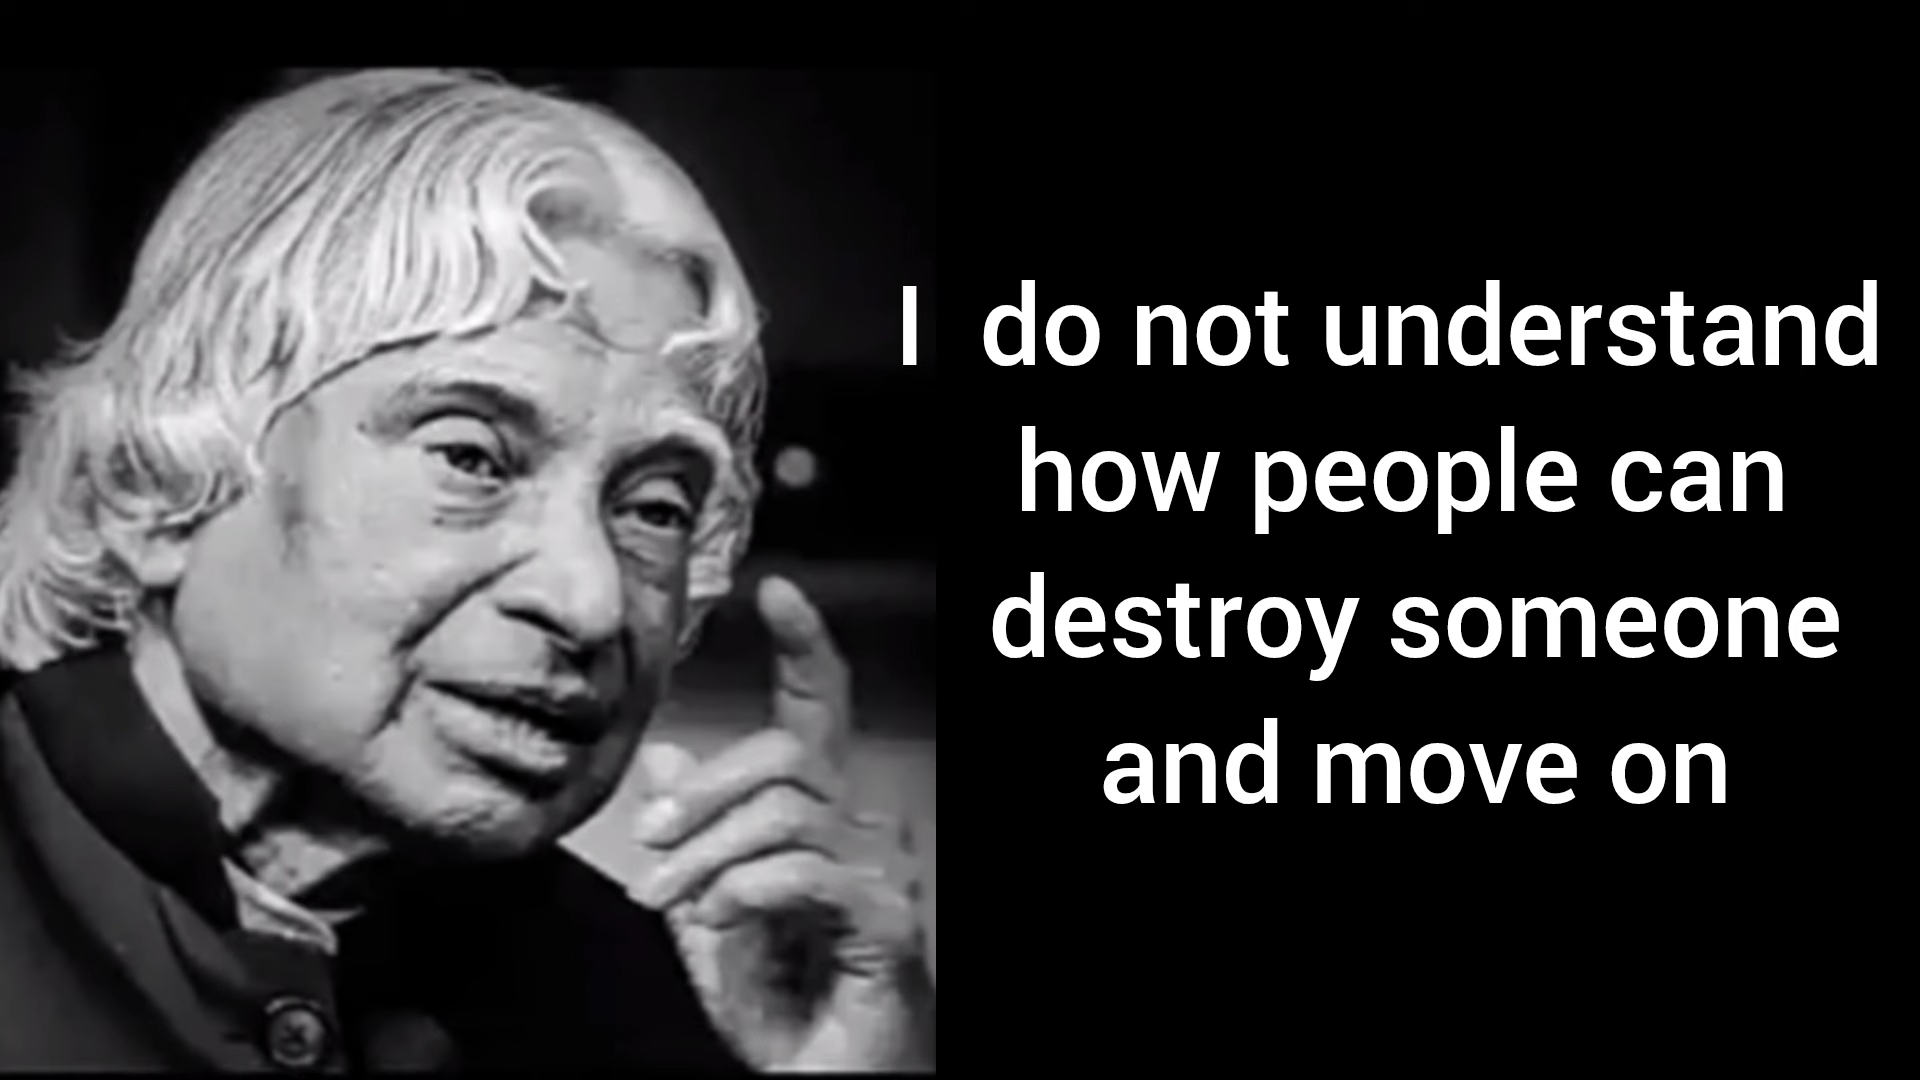 I do not understand
how people can
destroy someone
and move on